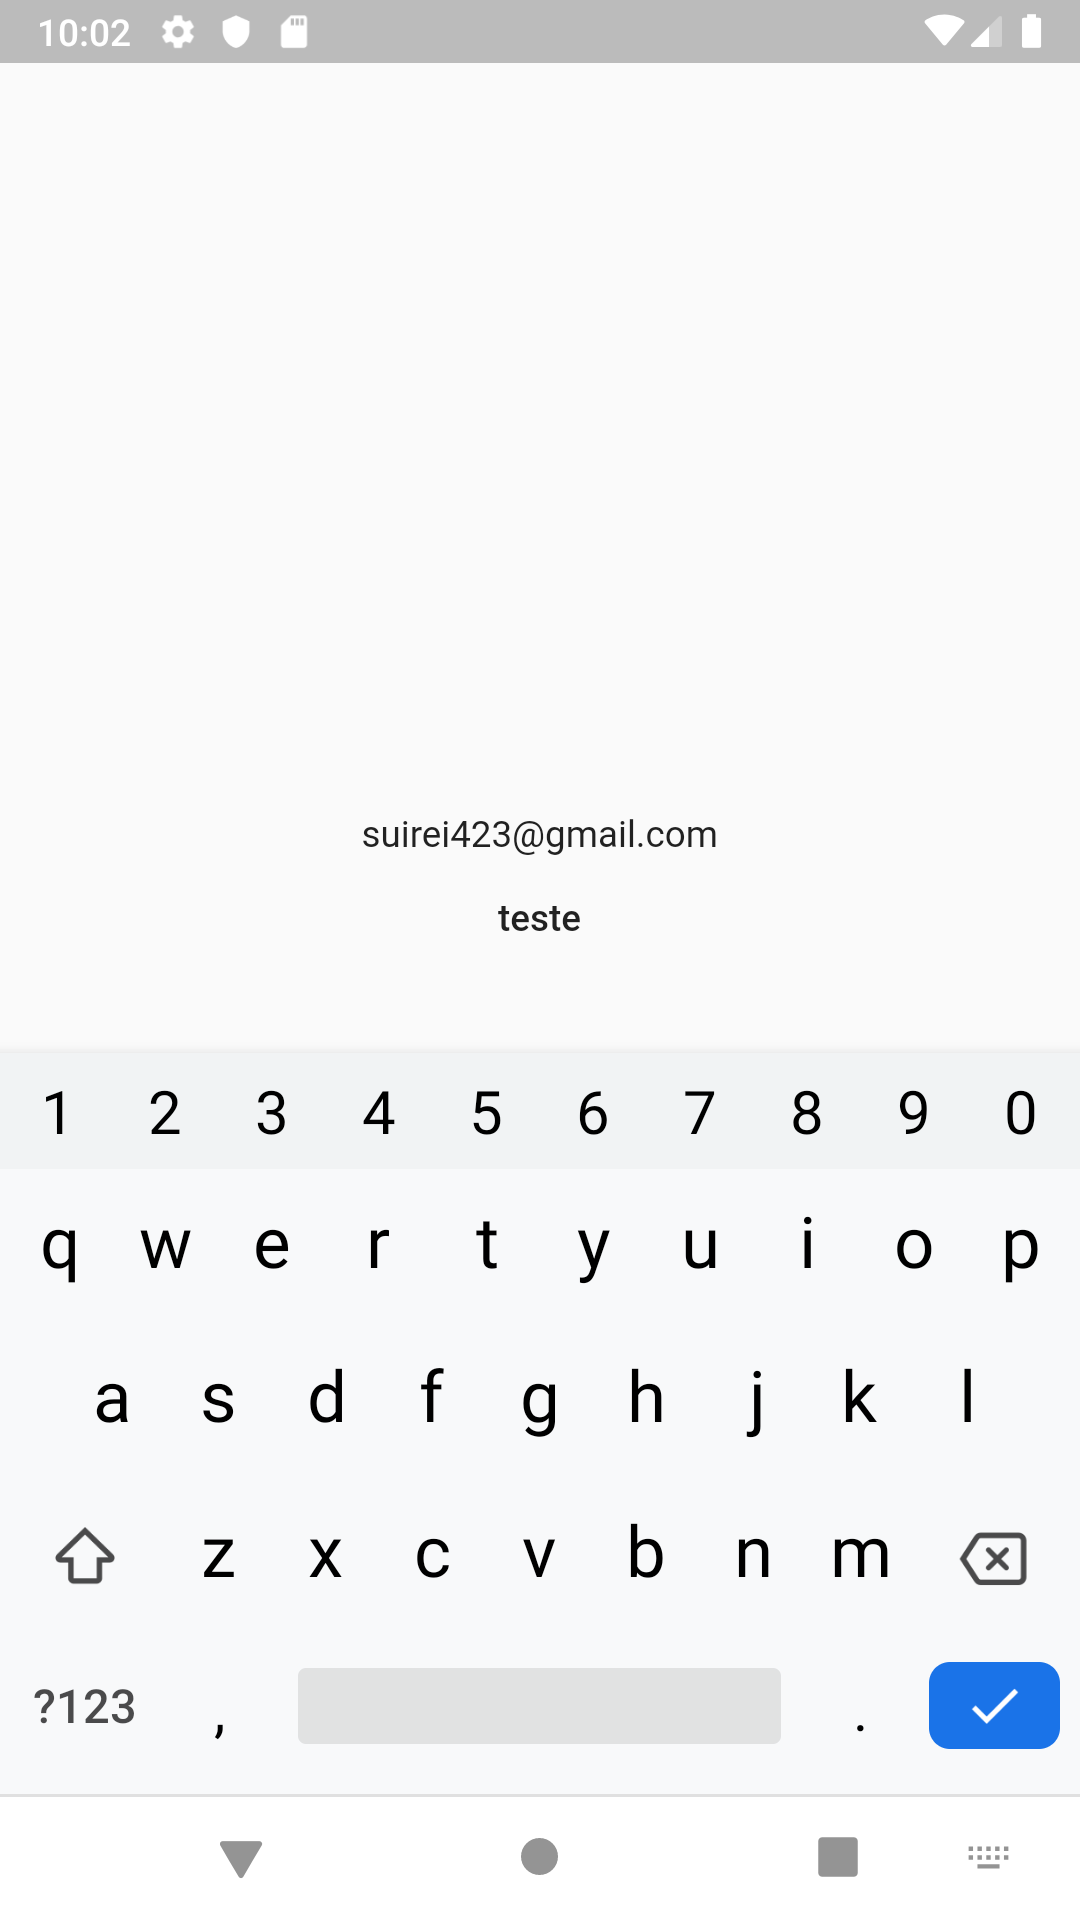 10:02
suirei423@gmail.com
teste
1 2 3 4 5 6 7 8 9 0
q w e r t y u i o p
a s d f g h j k l
z x c v b n m
?123 , .